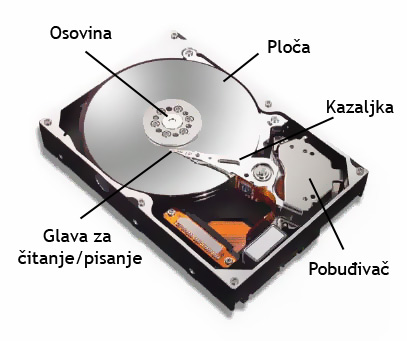 Osovina
Ploča
Kazaljka
Glava za
čitanje/pisanje
Pobuđivač